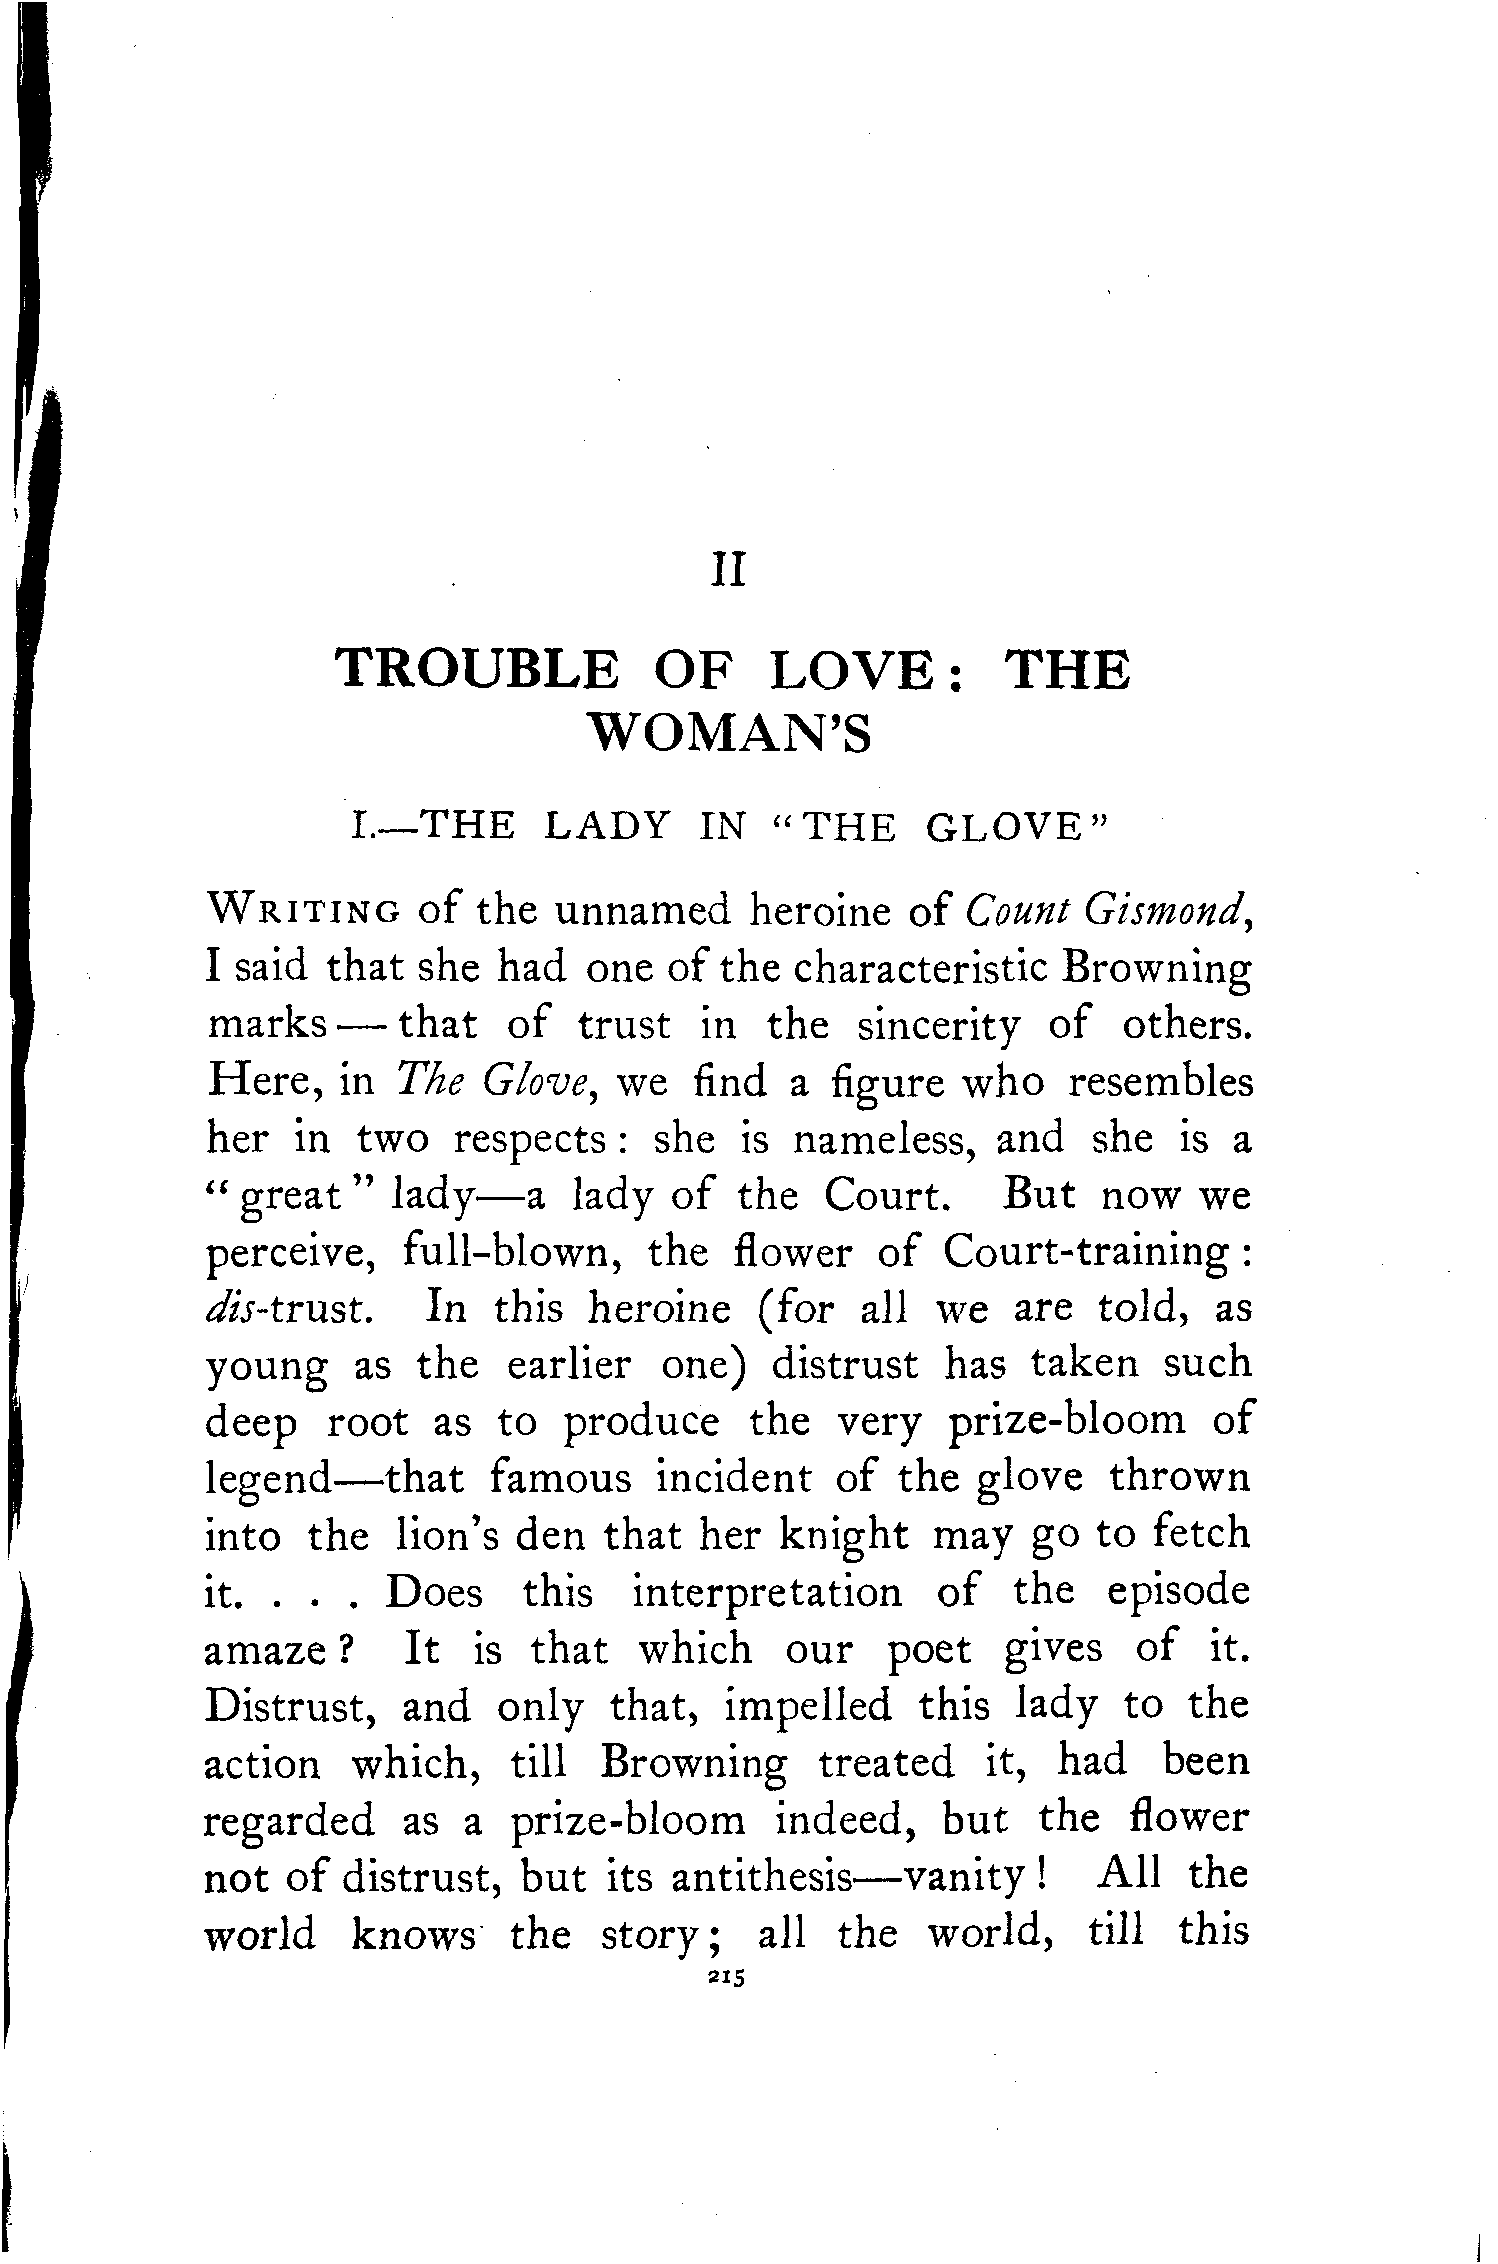 II
TROUBLE OF LOVE: THE
WOMAN'S
I.—THE LADY IN "THE GLOVE"
WRITING of the unnamed heroine of Count Gismond,
I said that she had one of the characteristic Browning
marks — that of trust in the sincerity of others.
Here, in The Glove, we find a figure who resembles
her in two respects: she is nameless, and she is a
"great" lady—a lady of the Court. But now we
perceive, full-blown, the flower of Court-training:
dis-trust. In this heroine (for all we are told, as
young as the earlier one) distrust has taken such
deep root as to produce the very prize-bloom of
legend—that famous incident of the glove thrown
into the lion's den that her knight may go to fetch
it. . . . Does this interpretation of the episode
amaze? It is that which our poet gives of it.
Distrust, and only that, impelled this lady to the
action which, till Browning treated it, had been
regarded as a prize-bloom indeed, but the flower
not of distrust, but its antithesis—vanity! All the
world knows the story; all the world, till this
215